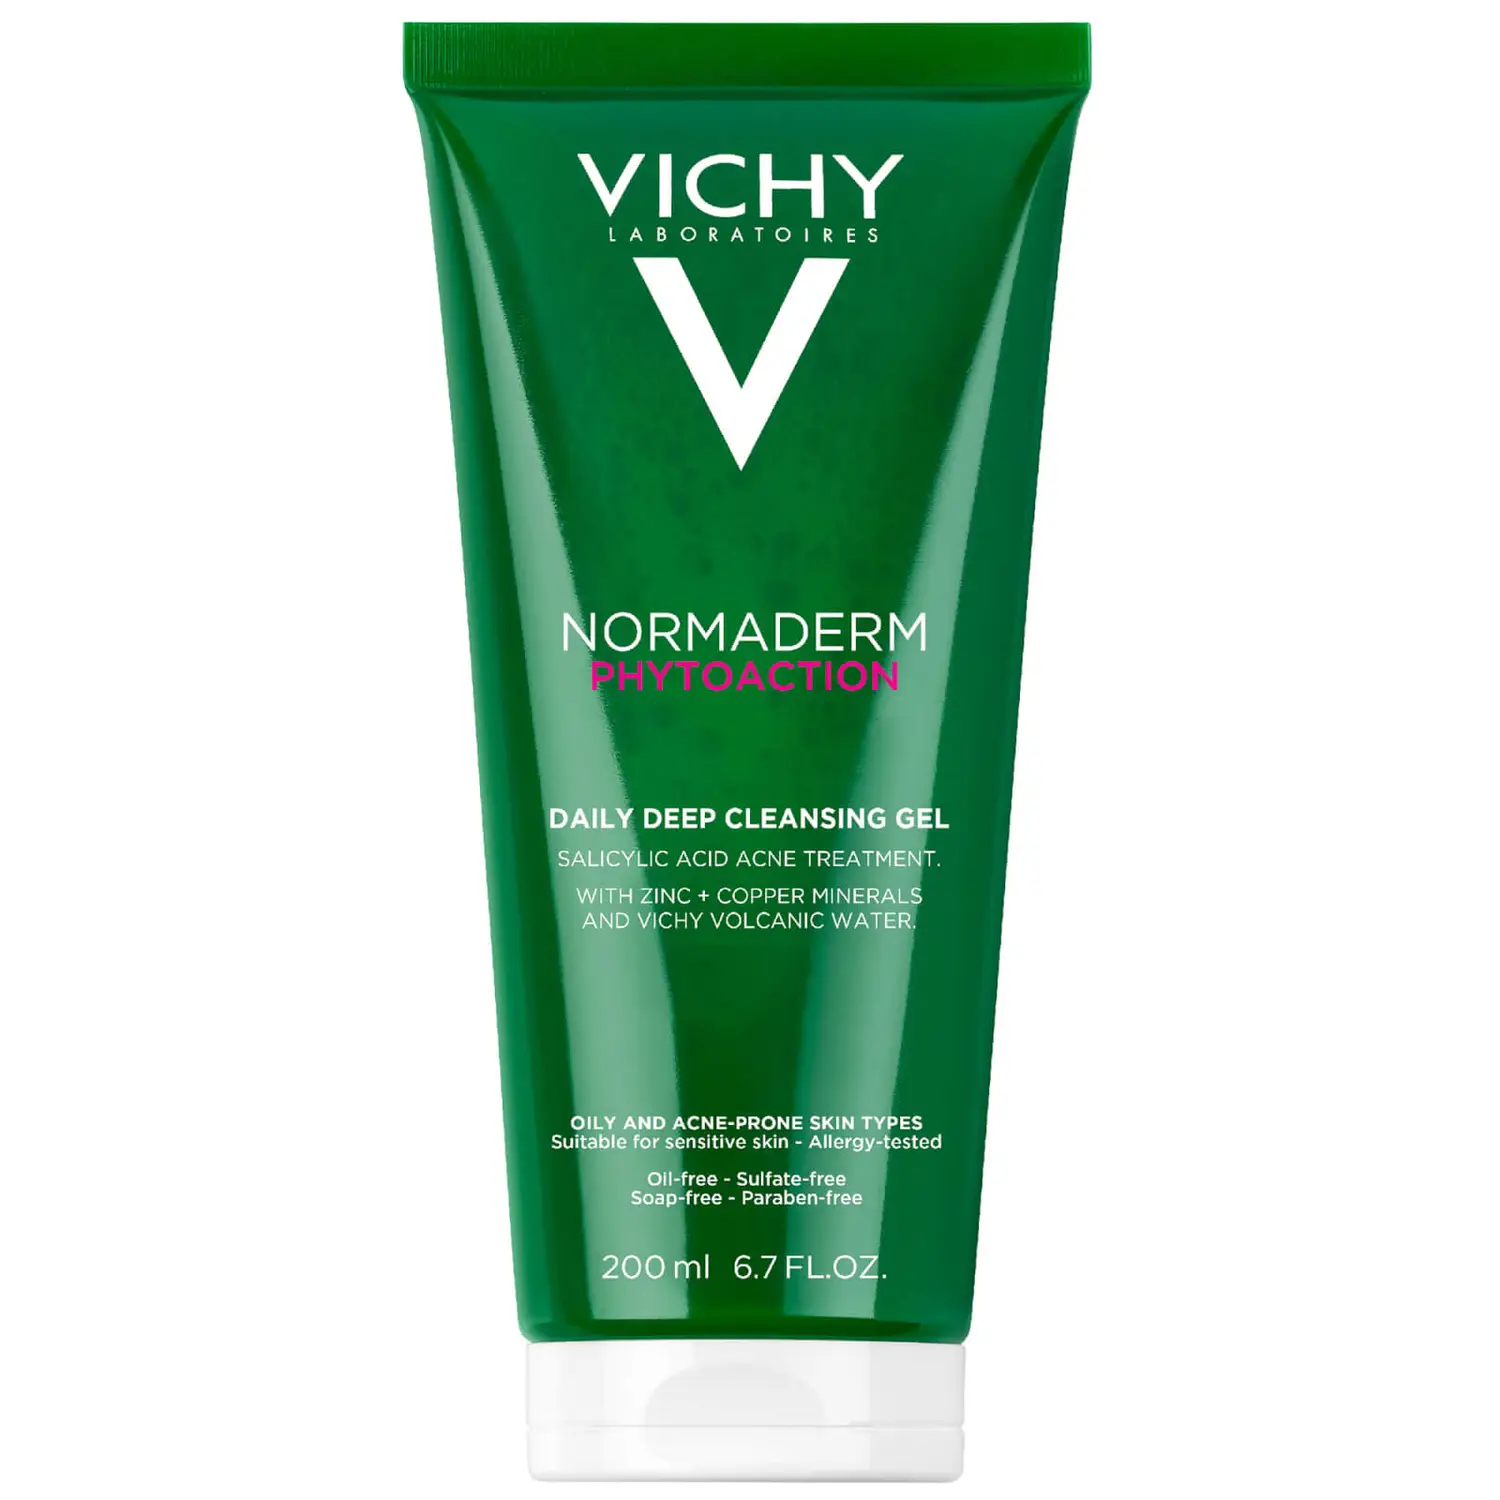 VICHY
LABORATOIRES
V
NORMADERM
PHYTOACTION
DAILY DEEP CLEANSING GEL
SALICYLIC ACID ACNE TREATMENT.
WITH ZINC + COPPER MINERALS
AND VICHY VOLCANIC WATER.
OILY AND ACNE-PRONE SKIN TYPES
Suitable for sensitive skin - Allergy-tested
Oil-free - Sulfate-free
Soap-free - Paraben-free
200 ml 6.7 FL.OZ.